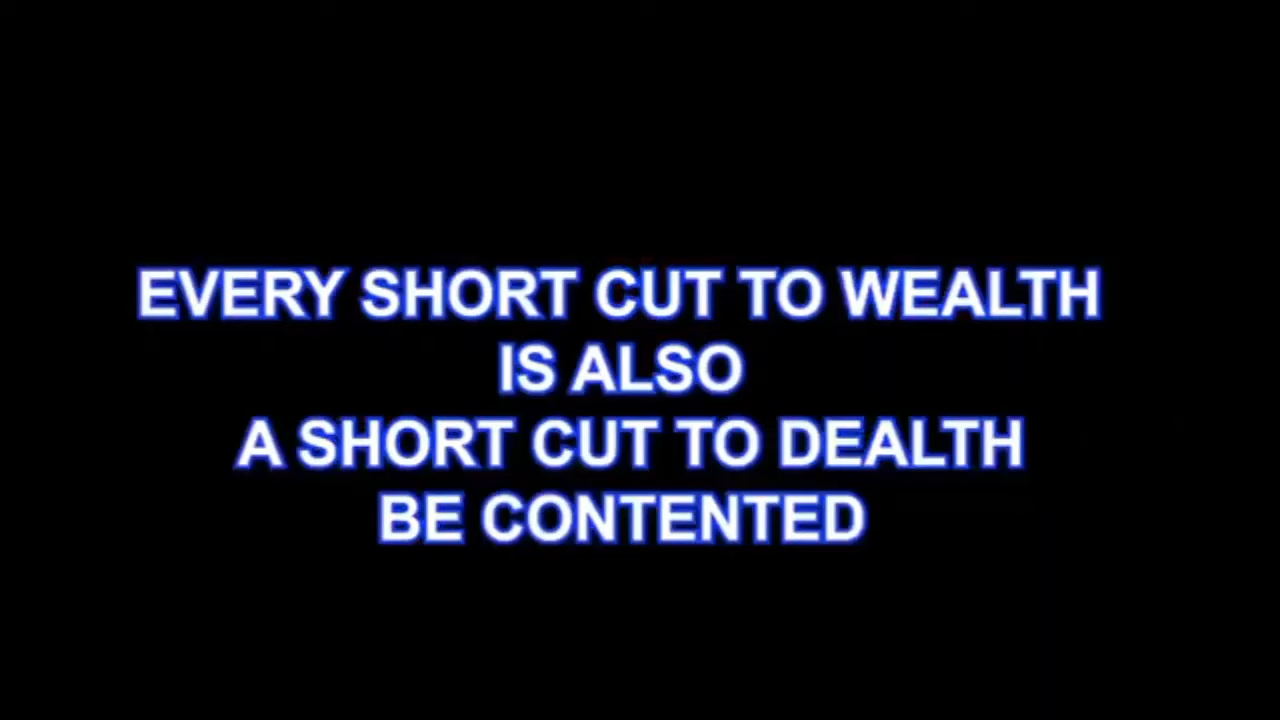 EVERY SHORT CUT TO WEALTH
IS ALSO
A SHORT CUT TO DEALTH
BE CONTENTED